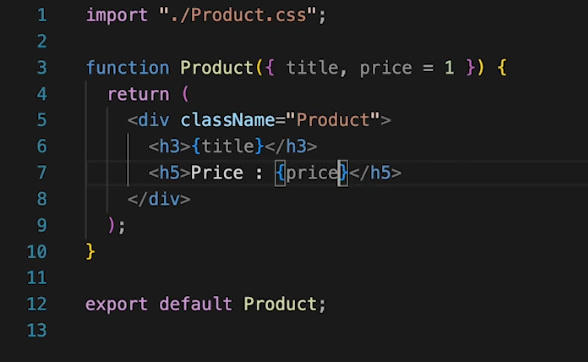 1 import "./Product.css";
2
3 function Product({ title, price = 1 }) {
4 return (
5 <div className="Product">
6 <h3>{title}</h3>
7 <h5>Price : {price}</h5>
8 </div>
9 );
10 }
11
12 export default Product;
13